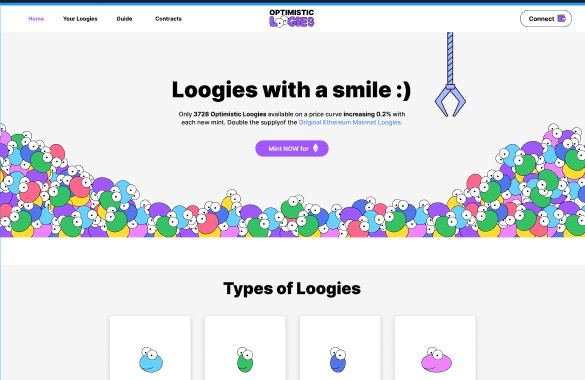 Home
Your Loogies
Guide
Contracts
OPTIMISTIC
LOOGIES
Connect
Loogies with a smile :)
Only 3728 Optimistic Loogies available on a price curve increasing 0.2% with
each new mint. Double the supplyof the Original Ethereum Mainnet Loogies.
Mint NOW for
Types of Loogies